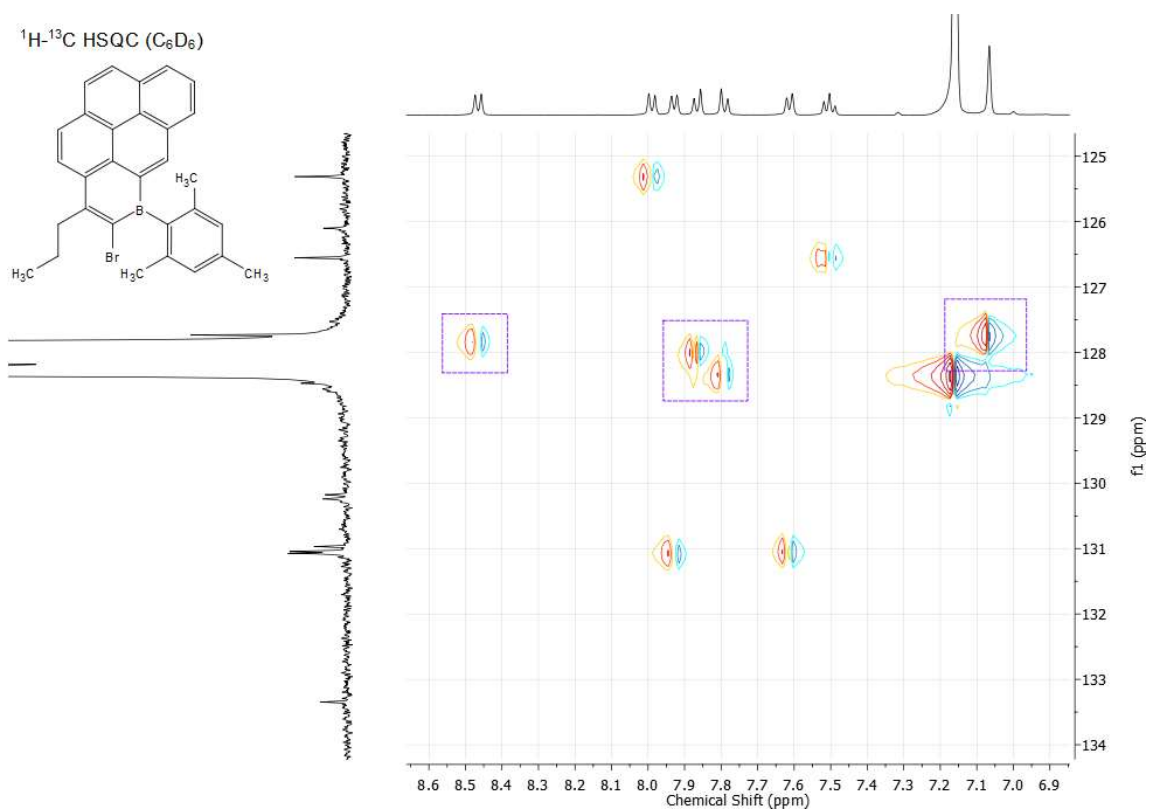 ¹H-¹³C HSQC (C₆D₆)
H₃C
B
Br
H₃C
H₃C
CH₃
125
126
127
128
129
130
131
132
133
134
f1 (ppm)
8.6 8.5 8.4 8.3 8.2 8.1 8.0 7.9 7.8 7.7 7.6 7.5 7.4 7.3 7.2 7.1 7.0 6.9
Chemical Shift (ppm)